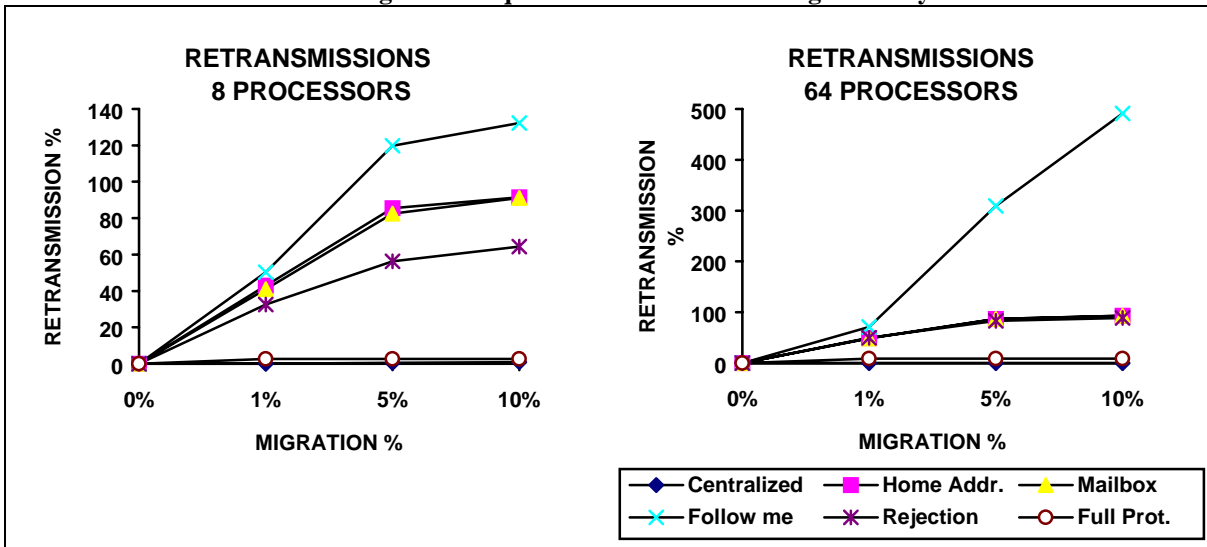 RETRANSMISSIONS
8 PROCESSORS
RETRANSMISSION %
140
120
100
80
60
40
20
0
0% 1% 5% 10%
MIGRATION %
RETRANSMISSIONS
64 PROCESSORS
RETRANSMISSION
%
500
400
300
200
100
0
0% 1% 5% 10%
MIGRATION %
Centralized Home Addr. Mailbox
Follow me Rejection Full Prot.